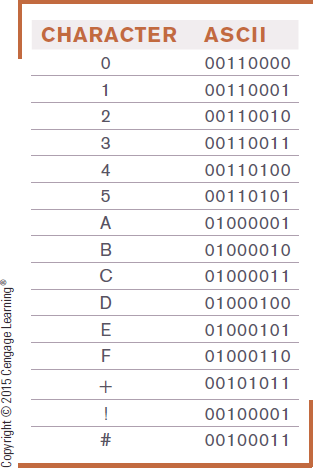 CHARACTER ASCII
0 00110000
1 00110001
2 00110010
3 00110011
4 00110100
5 00110101
A 01000001
B 01000010
C 01000011
D 01000100
E 01000101
F 01000110
+ 00101011
! 00100001
# 00100011
Copyright © 2015 Cengage Learning®